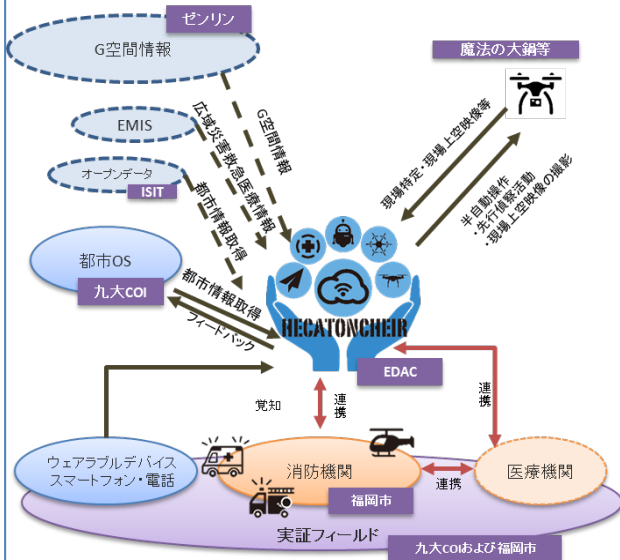 ゼンリン
G空間情報
魔法の大鍋等
EMIS
オープンデータ
ISIT
G空間情報
広域災害救急医療情報
都市情報取得
現場特定・現場上空映像等
半自動操作
・先行偵察活動
・現場上空映像の撮影
都市OS
九大COI
都市情報取得
フィードバック
HECATONCHEIR
EDAC
覚知
連携
連携
ウェアラブルデバイス
スマートフォン・電話
消防機関
福岡市
連携
医療機関
実証フィールド
九大COIおよび福岡市